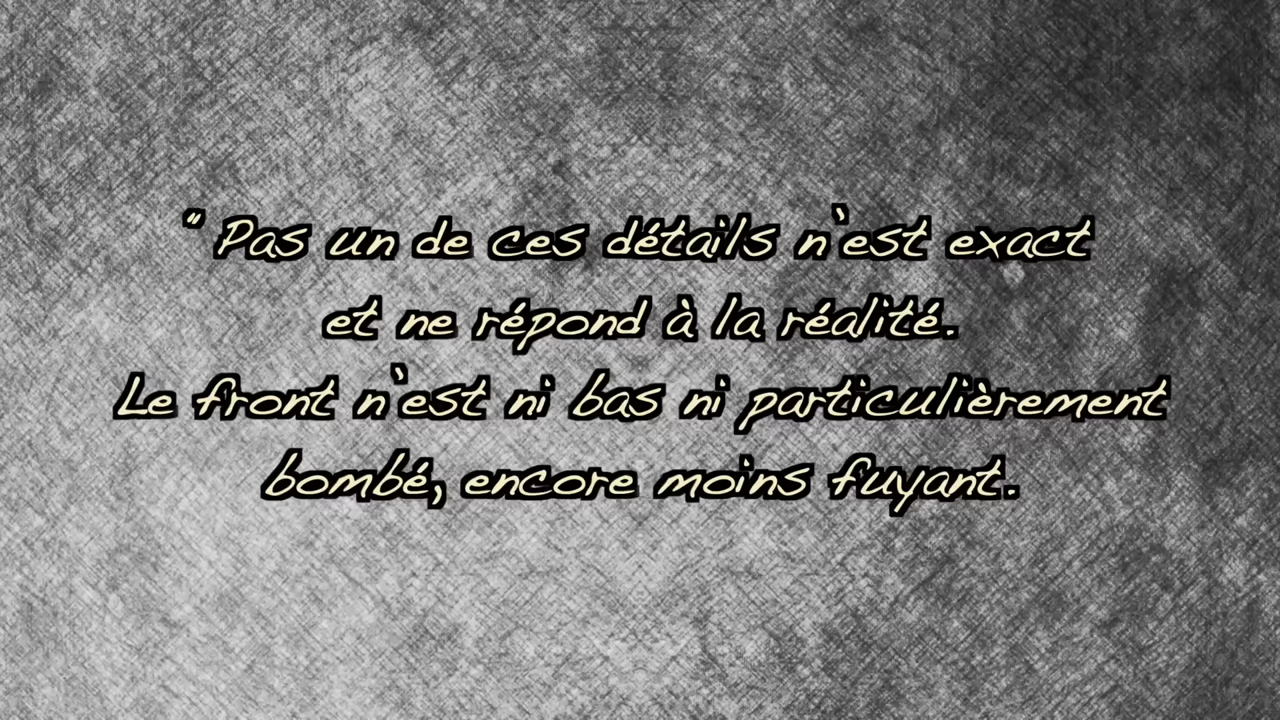 “ Pas un de ces détails n'est exact
et ne répond à la réalité.
Le front n'est ni bas ni particulièrement
bombé, encore moins fuyant.